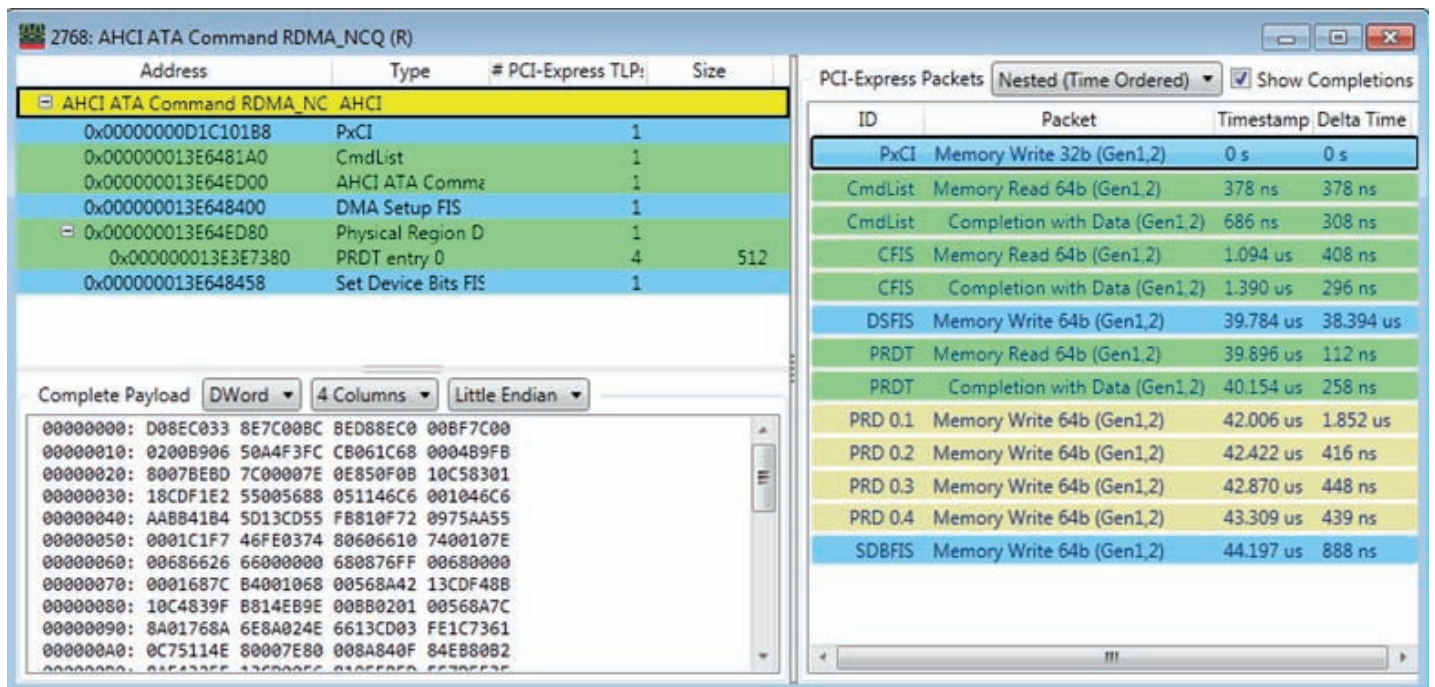 2768: AHCI ATA Command RDMA_NCQ (R)
Address Type # PCI-Express TLP: Size
AHCI ATA Command RDMA_NC AHCI
0x00000000D1C101B8 PxCI 1
0x000000013E6481A0 CmdList 1
0x000000013E64ED00 AHCI ATA Comma 1
0x000000013E648400 DMA Setup FIS 1
0x000000013E64ED80 Physical Region D 1
0x000000013E3E7380 PRDT entry 0 4 512
0x000000013E648458 Set Device Bits FIS 1
Complete Payload DWord 4 Columns Little Endian
00000000: D08EC033 8E7C00BC BED88EC0 00BF7C00
00000010: 0200B906 50A4F3FC CB061C68 0004B9FB
00000020: 8007BEBD 7C00007E 0E850F0B 10C58301
00000030: 18CDF1E2 55005688 051146C6 001046C6
00000040: AABB41B4 5D13CD55 FB810F72 0975AA55
00000050: 0001C1F7 46FE0374 80606610 7400107E
00000060: 00686626 66000000 680876FF 00680000
00000070: 0001687C B4001068 00568A42 13CDF48B
00000080: 10C4839F B814EB9E 00BB0201 00568A7C
00000090: 8A01768A 6E8A024E 6613CD03 FE1C7361
000000A0: 0C75114E 80007E80 008A840F 84EB80B2
PCI-Express Packets Nested (Time Ordered) Show Completions
ID Packet Timestamp Delta Time
PxCI Memory Write 32b (Gen1,2) 0 s 0 s
CmdList Memory Read 64b (Gen1,2) 378 ns 378 ns
CmdList Completion with Data (Gen1,2) 686 ns 308 ns
CFIS Memory Read 64b (Gen1,2) 1.094 us 408 ns
CFIS Completion with Data (Gen1,2) 1.390 us 296 ns
DSFIS Memory Write 64b (Gen1,2) 39.784 us 38.394 us
PRDT Memory Read 64b (Gen1,2) 39.896 us 112 ns
PRDT Completion with Data (Gen1,2) 40.154 us 258 ns
PRD 0.1 Memory Write 64b (Gen1,2) 42.006 us 1.852 us
PRD 0.2 Memory Write 64b (Gen1,2) 42.422 us 416 ns
PRD 0.3 Memory Write 64b (Gen1,2) 42.870 us 448 ns
PRD 0.4 Memory Write 64b (Gen1,2) 43.309 us 439 ns
SDBFIS Memory Write 64b (Gen1,2) 44.197 us 888 ns